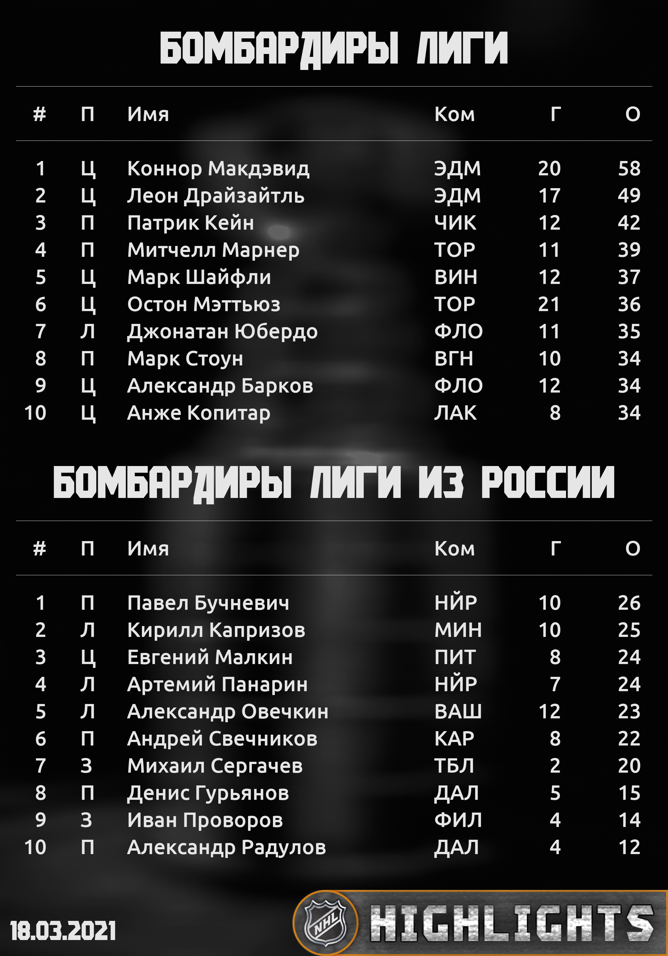 БОМБАРДИРЫ ЛИГИ
# П Имя Ком Г О
1 Ц Коннор Макдэвид ЭДМ 20 58
2 Ц Леон Драйзайтль ЭДМ 17 49
3 П Патрик Кейн ЧИК 12 42
4 П Митчелл Марнер ТОР 11 39
5 Ц Марк Шайфли ВИН 12 37
6 Ц Остон Мэттьюз ТОР 21 36
7 Л Джонатан Юбердо ФЛО 11 35
8 П Марк Стоун ВГН 10 34
9 Ц Александр Барков ФЛО 12 34
10 Ц Анже Копитар ЛАК 8 34
БОМБАРДИРЫ ЛИГИ ИЗ РОССИИ
# П Имя Ком Г О
1 П Павел Бучневич НЙР 10 26
2 Л Кирилл Капризов МИН 10 25
3 Ц Евгений Малкин ПИТ 8 24
4 Л Артемий Панарин НЙР 7 24
5 Л Александр Овечкин ВАШ 12 23
6 П Андрей Свечников КАР 8 22
7 З Михаил Сергачев ТБЛ 2 20
8 П Денис Гурьянов ДАЛ 5 15
9 З Иван Проворов ФИЛ 4 14
10 П Александр Радулов ДАЛ 4 12
18.03.2021
NHL HIGHLIGHTS